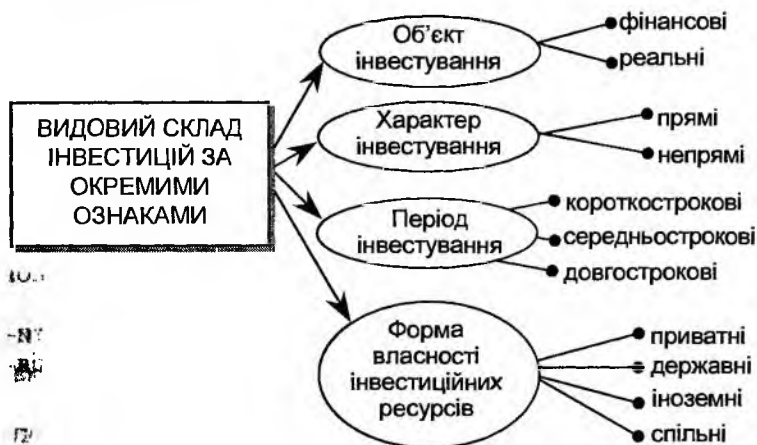 ВИДОВИЙ СКЛАД
ІНВЕСТИЦІЙ ЗА
ОКРЕМИМИ
ОЗНАКАМИ
Об'єкт
інвестування
фінансові
реальні
Характер
інвестування
прямі
непрямі
Період
інвестування
короткострокові
середньострокові
довгострокові
Форма
власності
інвестиційних
ресурсів
приватні
державні
іноземні
спільні